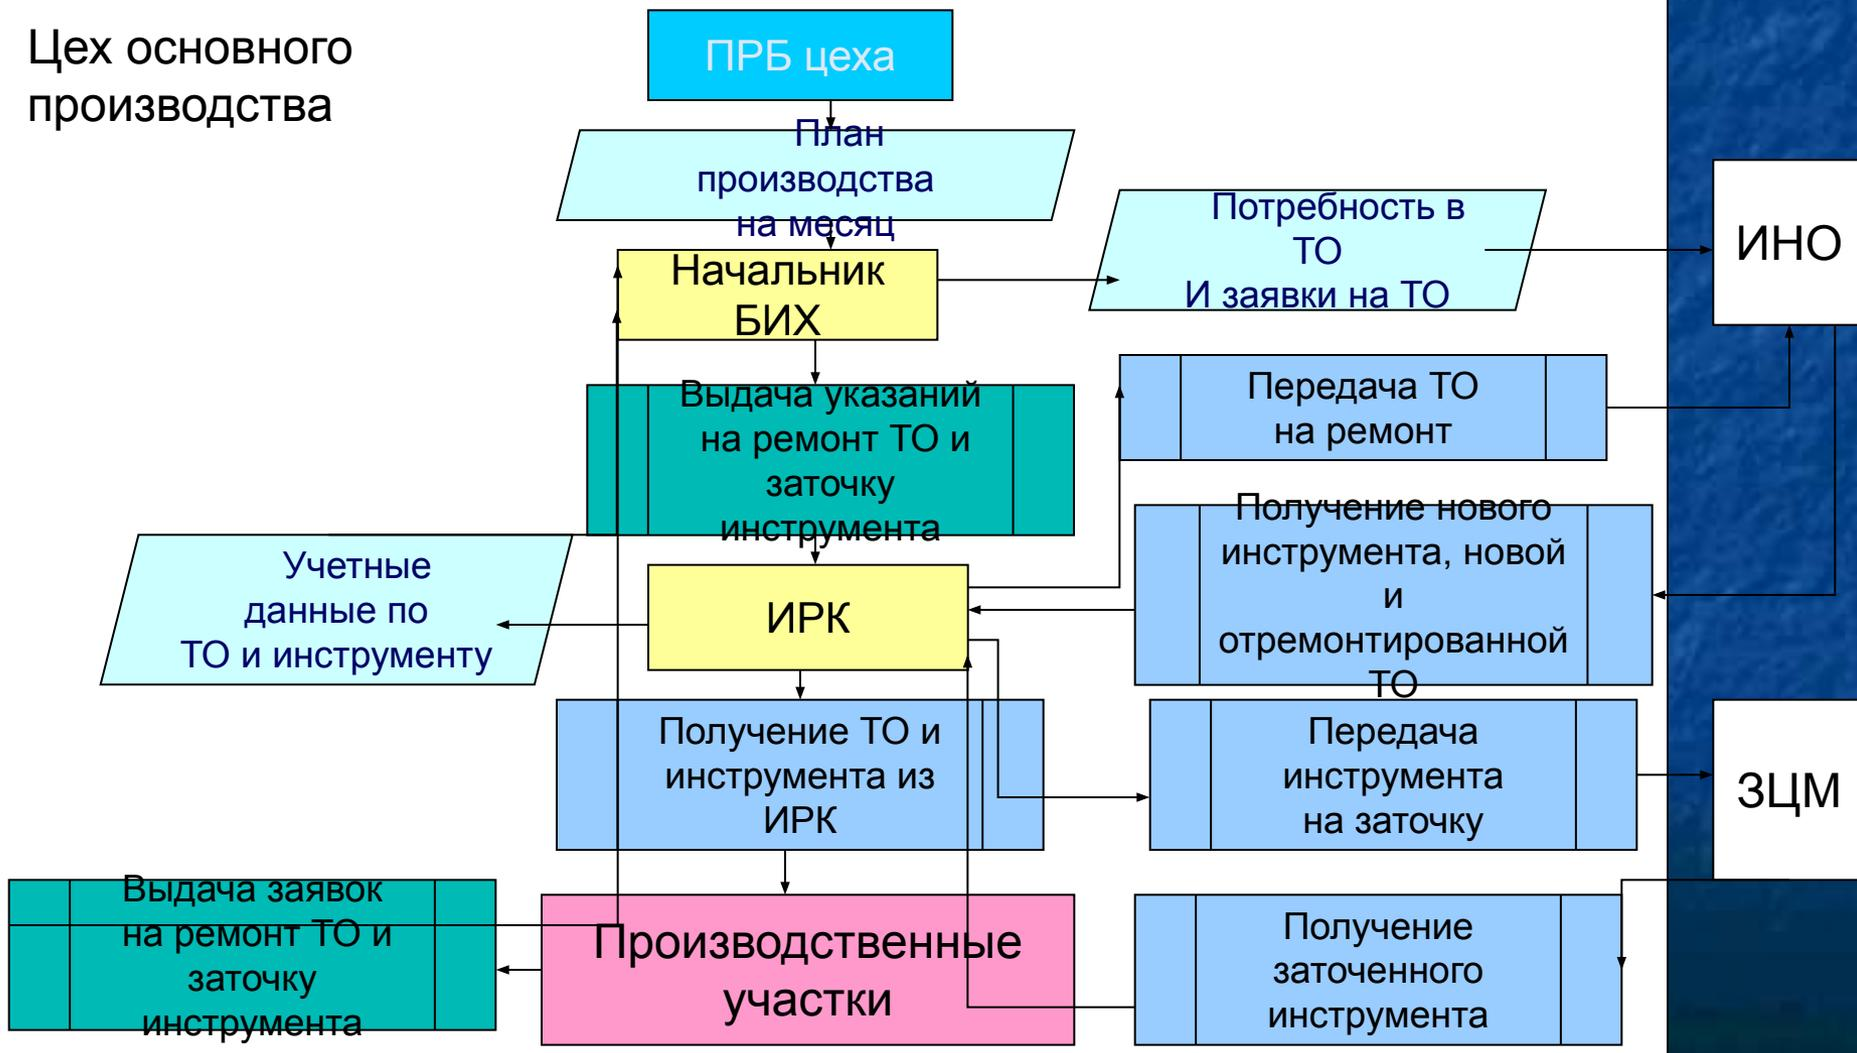 Цех основного
производства
ПРБ цеха
План
производства
на месяц
Потребность в
ТО
И заявки на ТО
ИНО
Начальник
БИХ
Передача ТО
на ремонт
Выдача указаний
на ремонт ТО и
заточку
инструмента
Получение нового
инструмента, новой
и
отремонтированной
ТО
Учетные
данные по
ТО и инструменту
ИРК
Получение ТО и
инструмента из
ИРК
Передача
инструмента
на заточку
ЗЦМ
Выдача заявок
на ремонт ТО и
заточку
инструмента
Производственные
участки
Получение
заточенного
инструмента